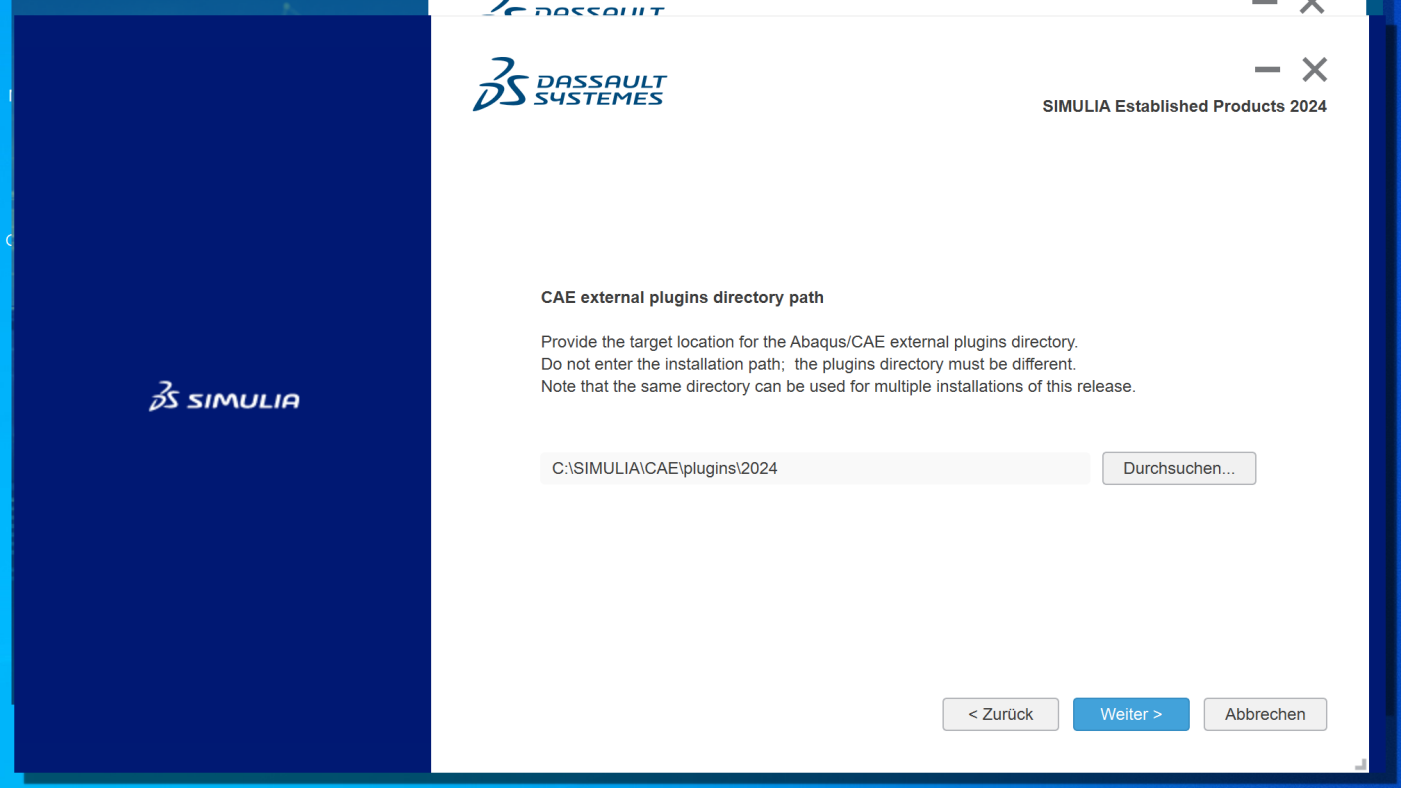 DASSAULT
DASSAULT
SYSTEMES
SIMULIA Established Products 2024
CAE external plugins directory path
Provide the target location for the Abaqus/CAE external plugins directory.
Do not enter the installation path;  the plugins directory must be different.
Note that the same directory can be used for multiple installations of this release.
SIMULIA
C:\SIMULIA\CAE\plugins\2024
Durchsuchen...
< Zurück
Weiter >
Abbrechen